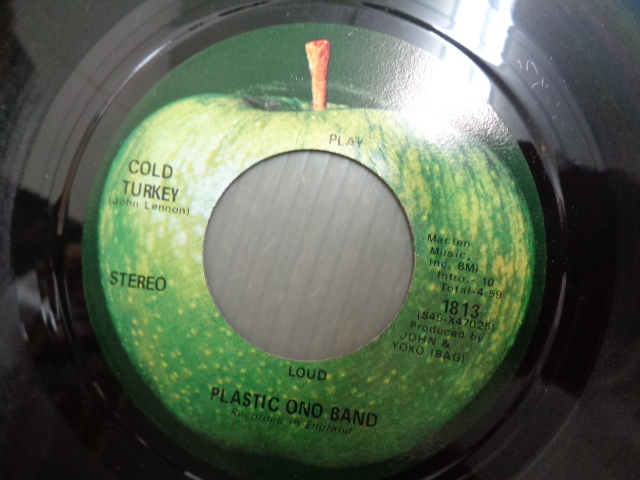 PLAY
COLD
TURKEY
(John Lennon)
STEREO
Maclen
Music,
Inc. BMI
Intro.: 10
Total-4:59
1813
(S45-X47025)
Produced by
JOHN &
YOKO (BAG)
LOUD
PLASTIC ONO BAND
Recorded in England